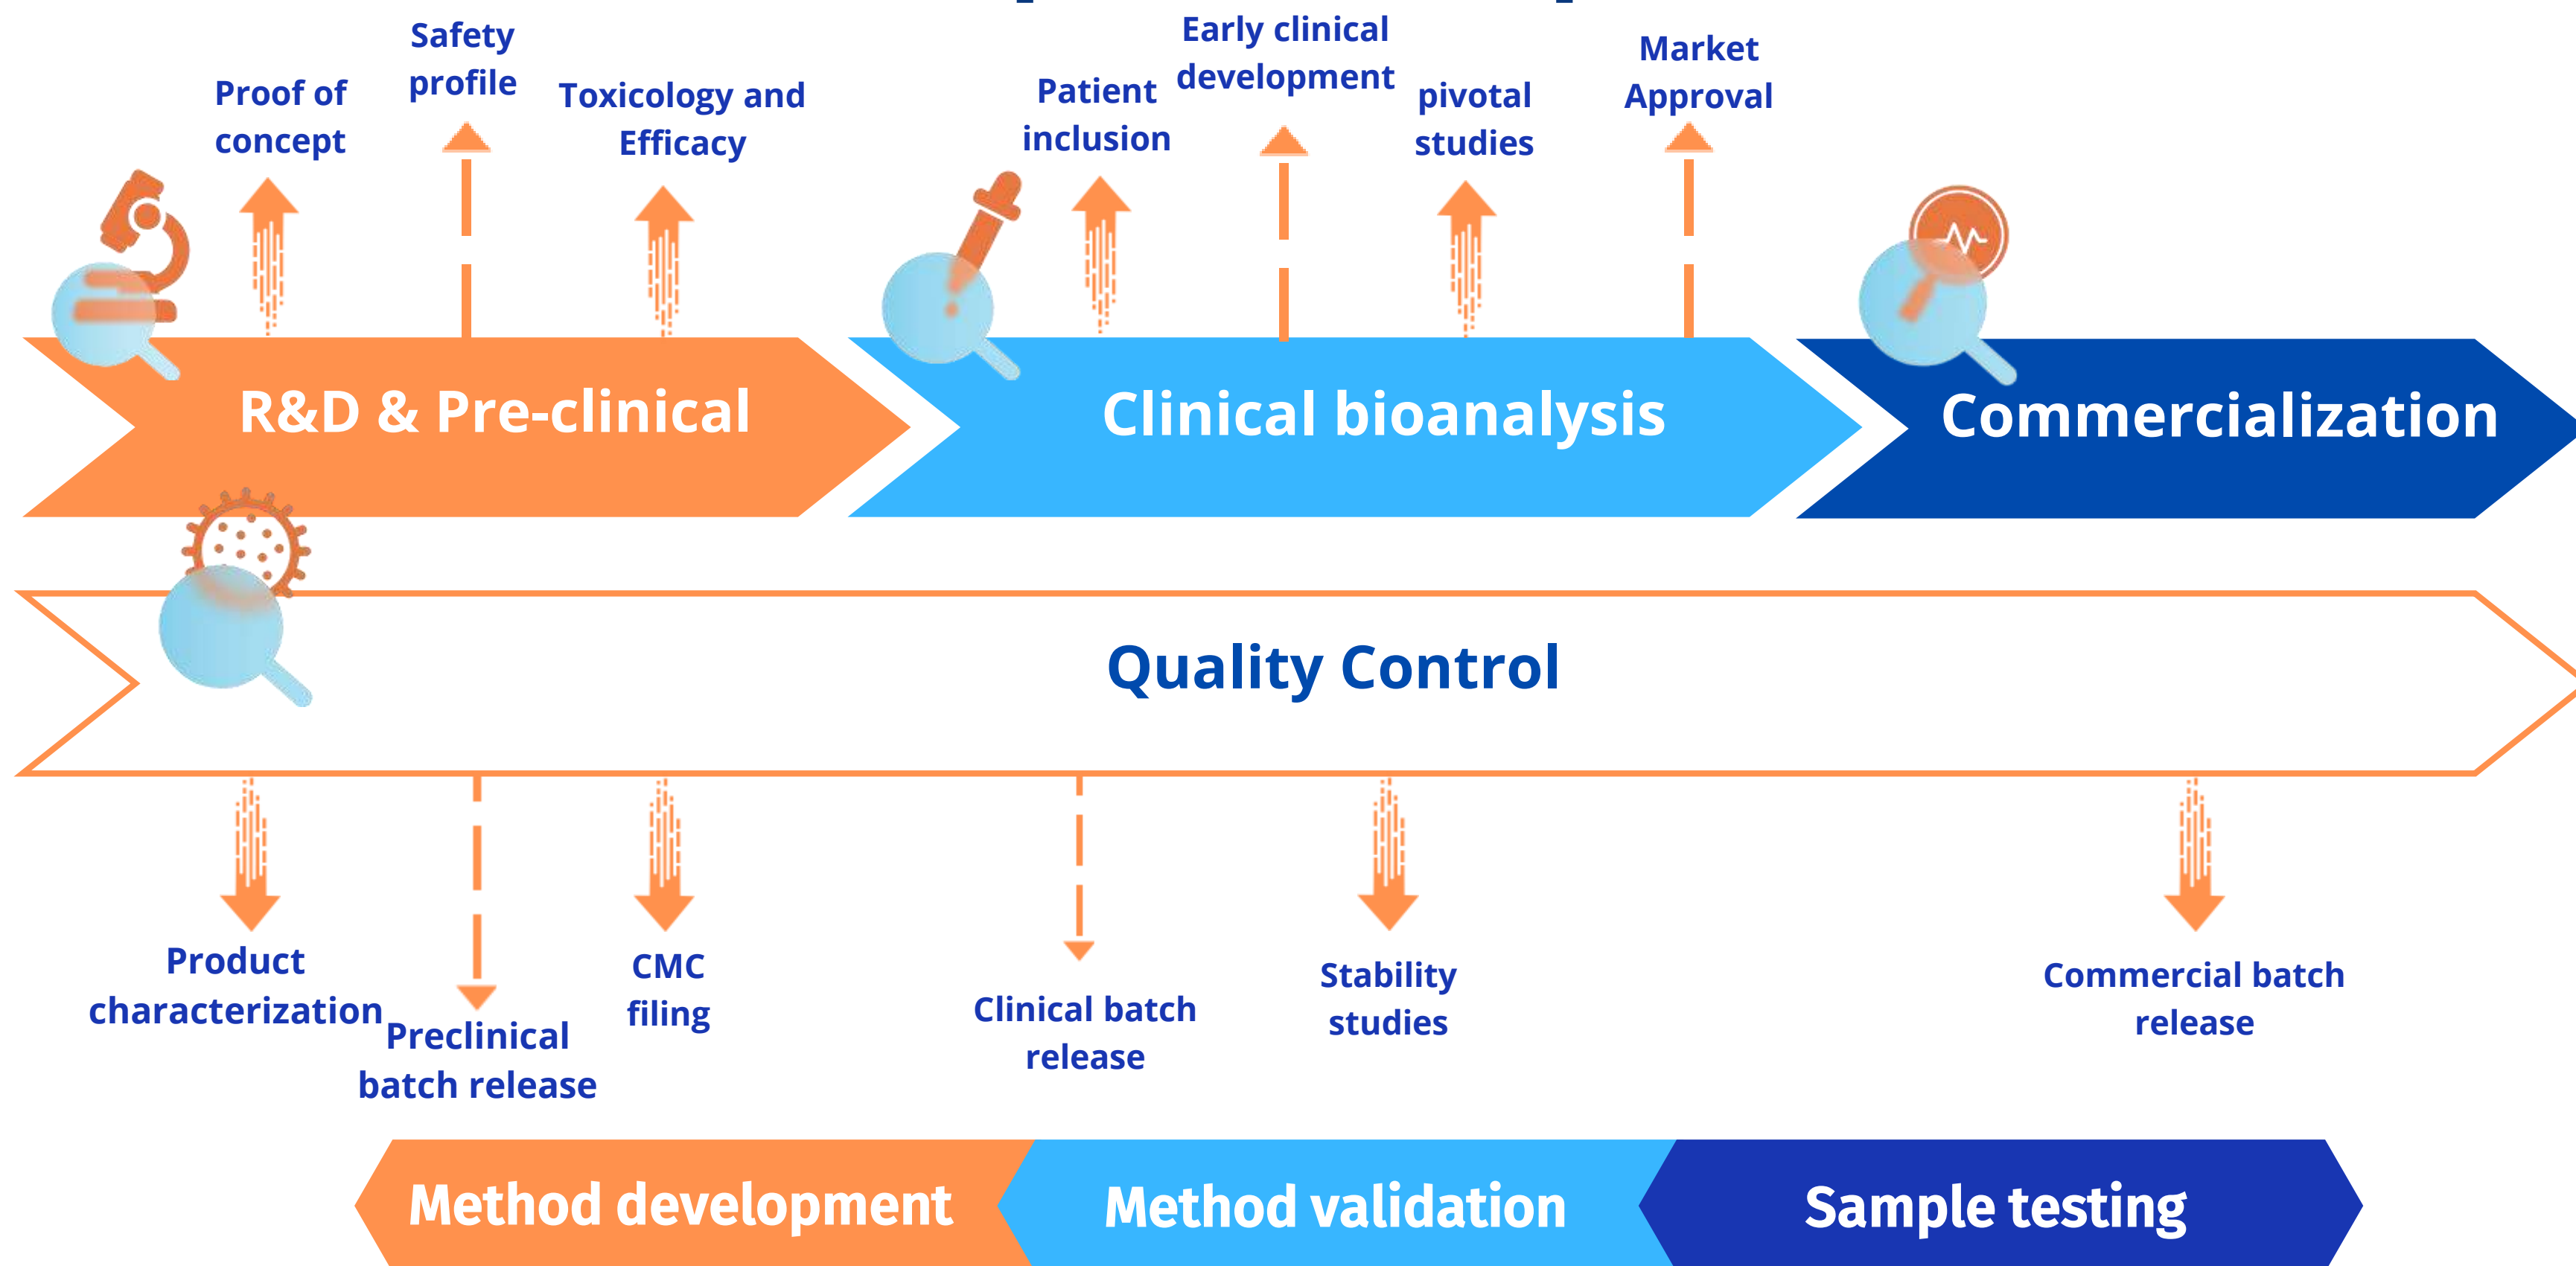 Safety
profile
Proof of
concept
Toxicology and
Efficacy
Patient
inclusion
Early clinical
development
pivotal
studies
Market
Approval
R&D & Pre-clinical
Clinical bioanalysis
Commercialization
Quality Control
Product
characterization
Preclinical
batch release
CMC
filing
Clinical batch
release
Stability
studies
Commercial batch
release
Method development
Method validation
Sample testing